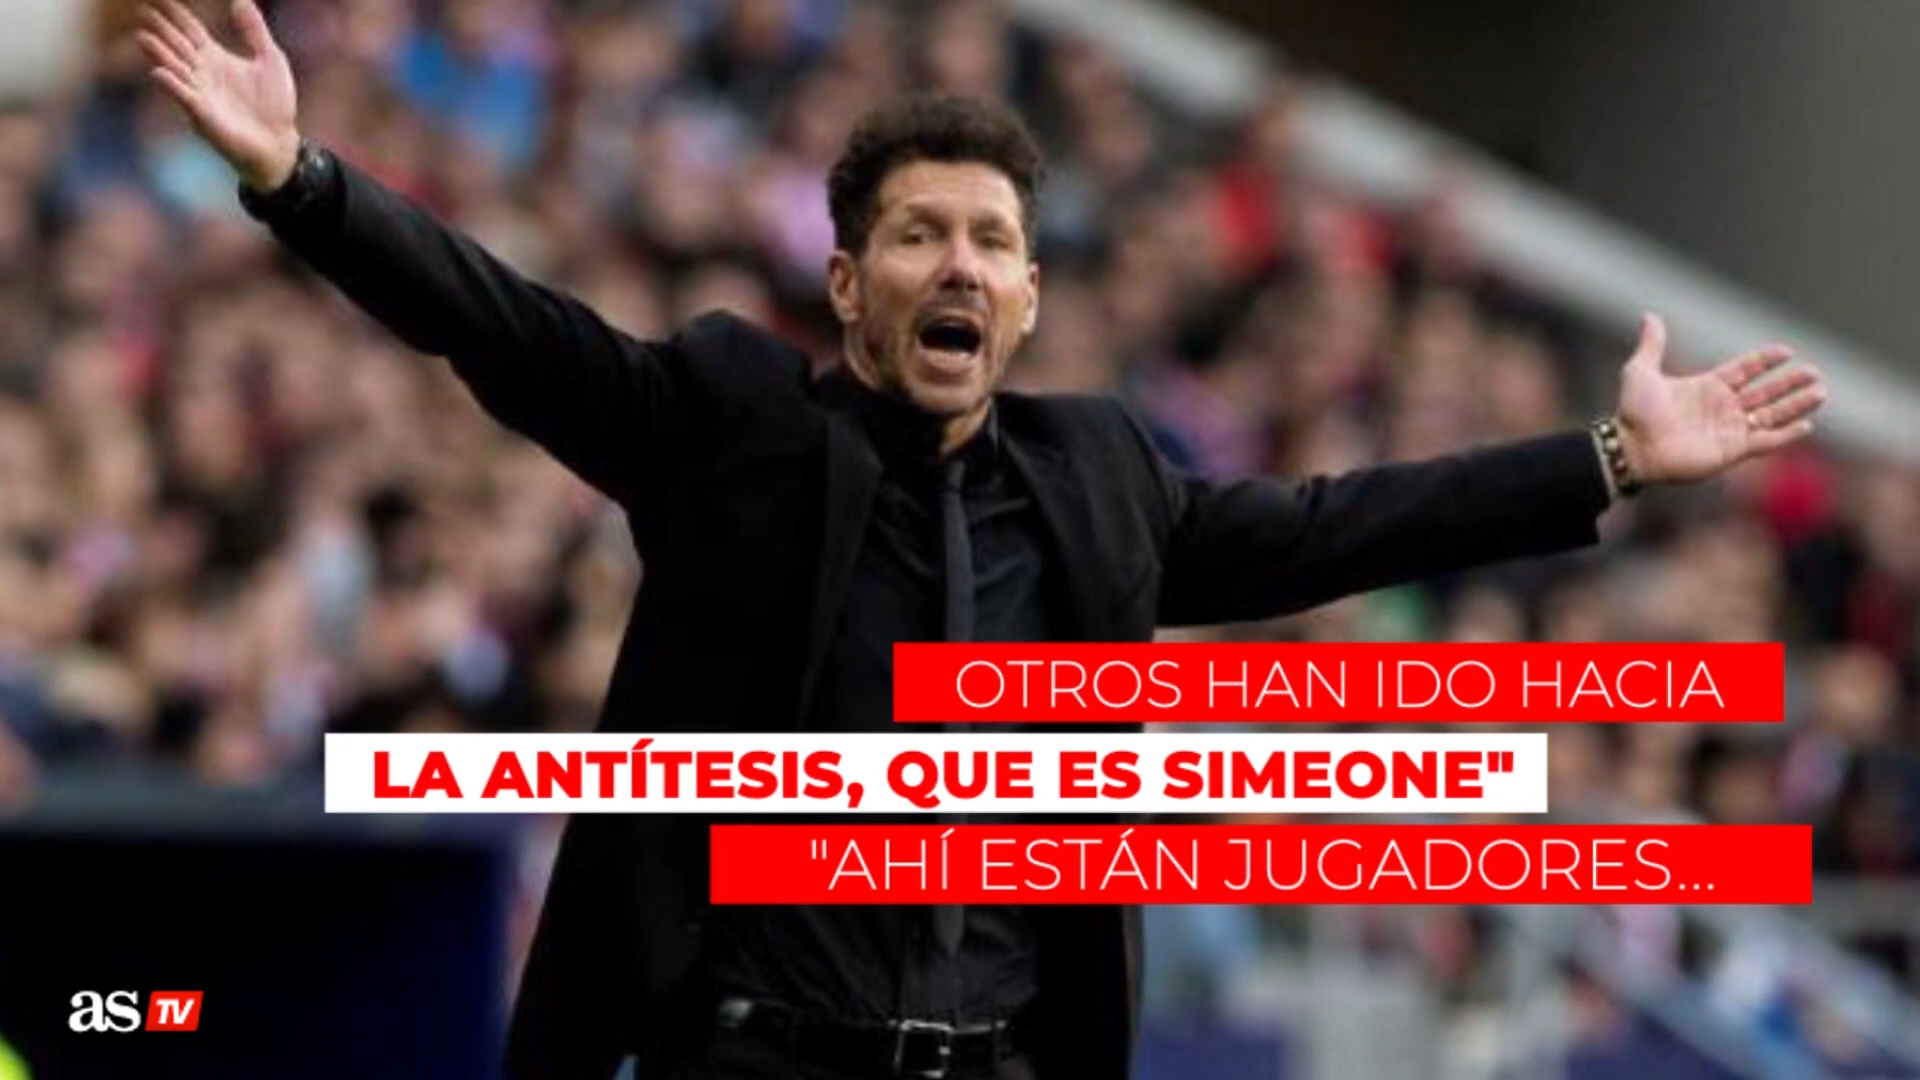 OTROS HAN IDO HACIA
LA ANTÍTESIS, QUE ES SIMEONE"
"AHÍ ESTÁN JUGADORES...
as TV